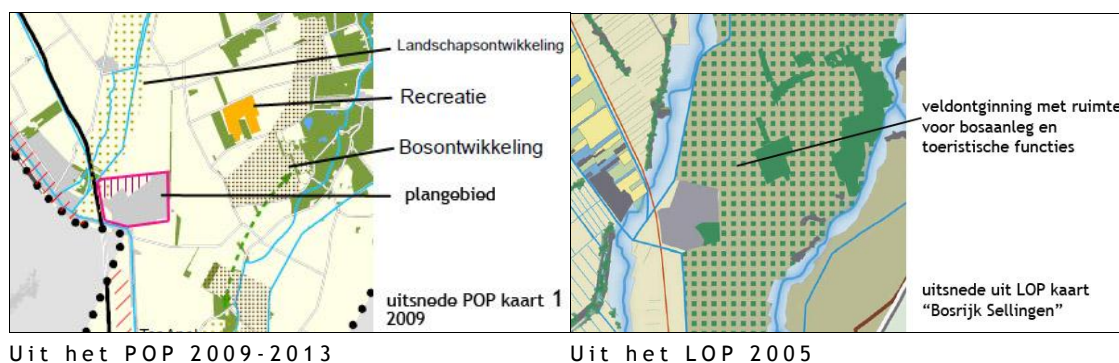 Landschapsontwikkeling
Recreatie
Bosontwikkeling
plangebied
uitsnede POP kaart 1
2009
veldontginning met ruimte
voor bosaanleg en
toeristische functies
uitsnede uit LOP kaart
“Bosrijk Sellingen”
Uit het POP 2009-2013
Uit het LOP 2005